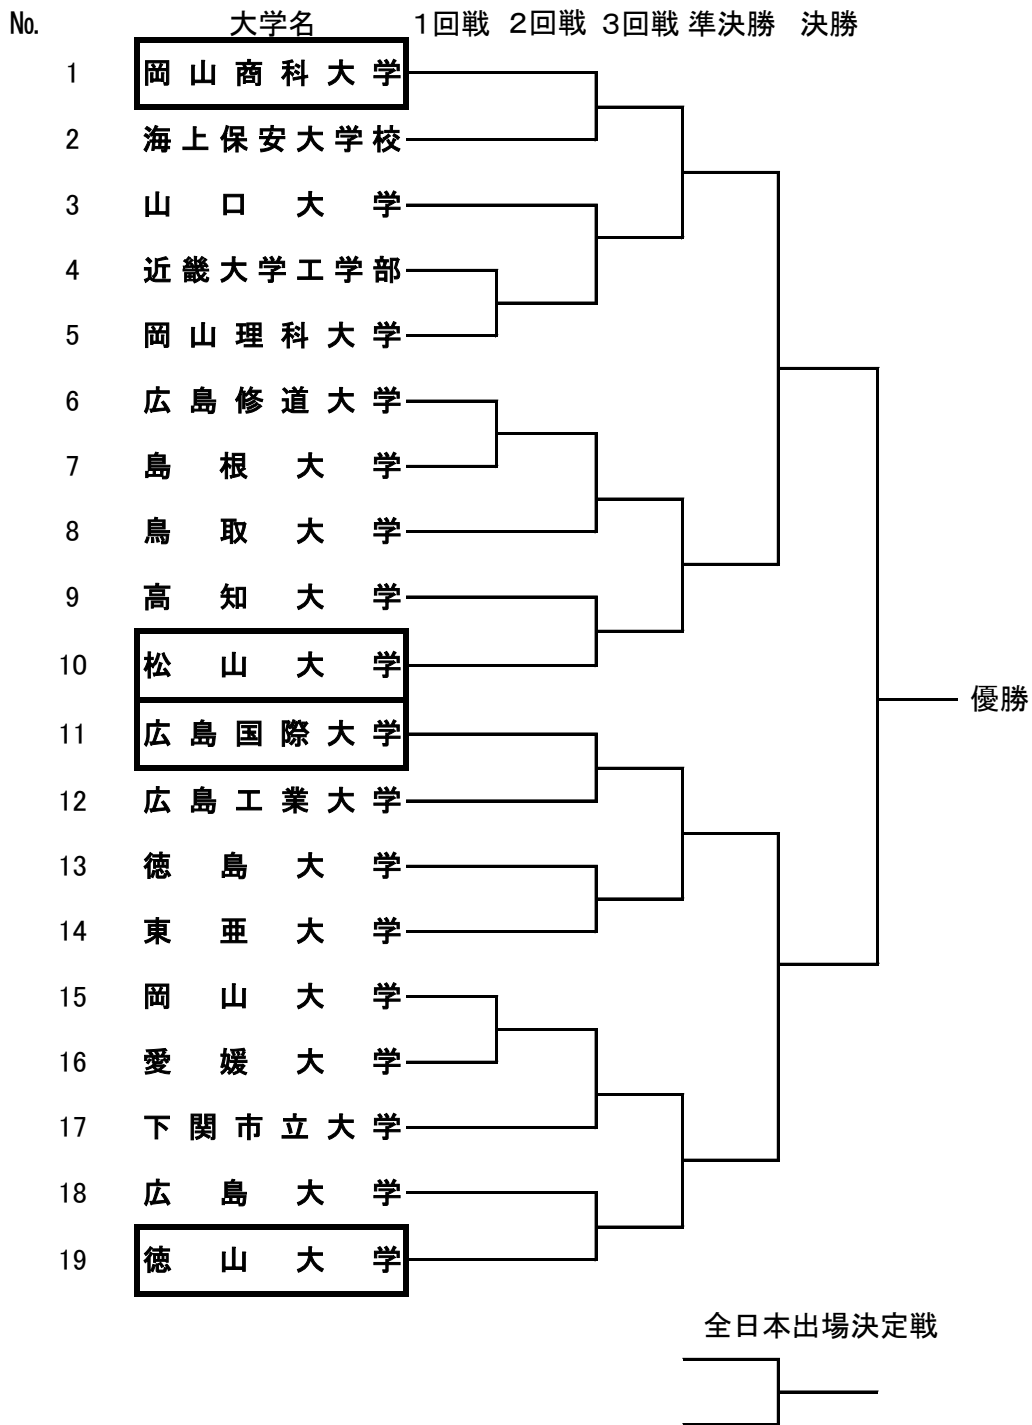 No. 大学名 1回戦 2回戦 3回戦 準決勝 決勝
1 岡山商科大学
2 海上保安大学校
3 山口大学
4 近畿大学工学部
5 岡山理科大学
6 広島修道大学
7 島根大学
8 鳥取大学
9 高知大学
10 松山大学
優勝
11 広島国際大学
12 広島工業大学
13 徳島大学
14 東亜大学
15 岡山大学
16 愛媛大学
17 下関市立大学
18 広島大学
19 徳山大学
全日本出場決定戦